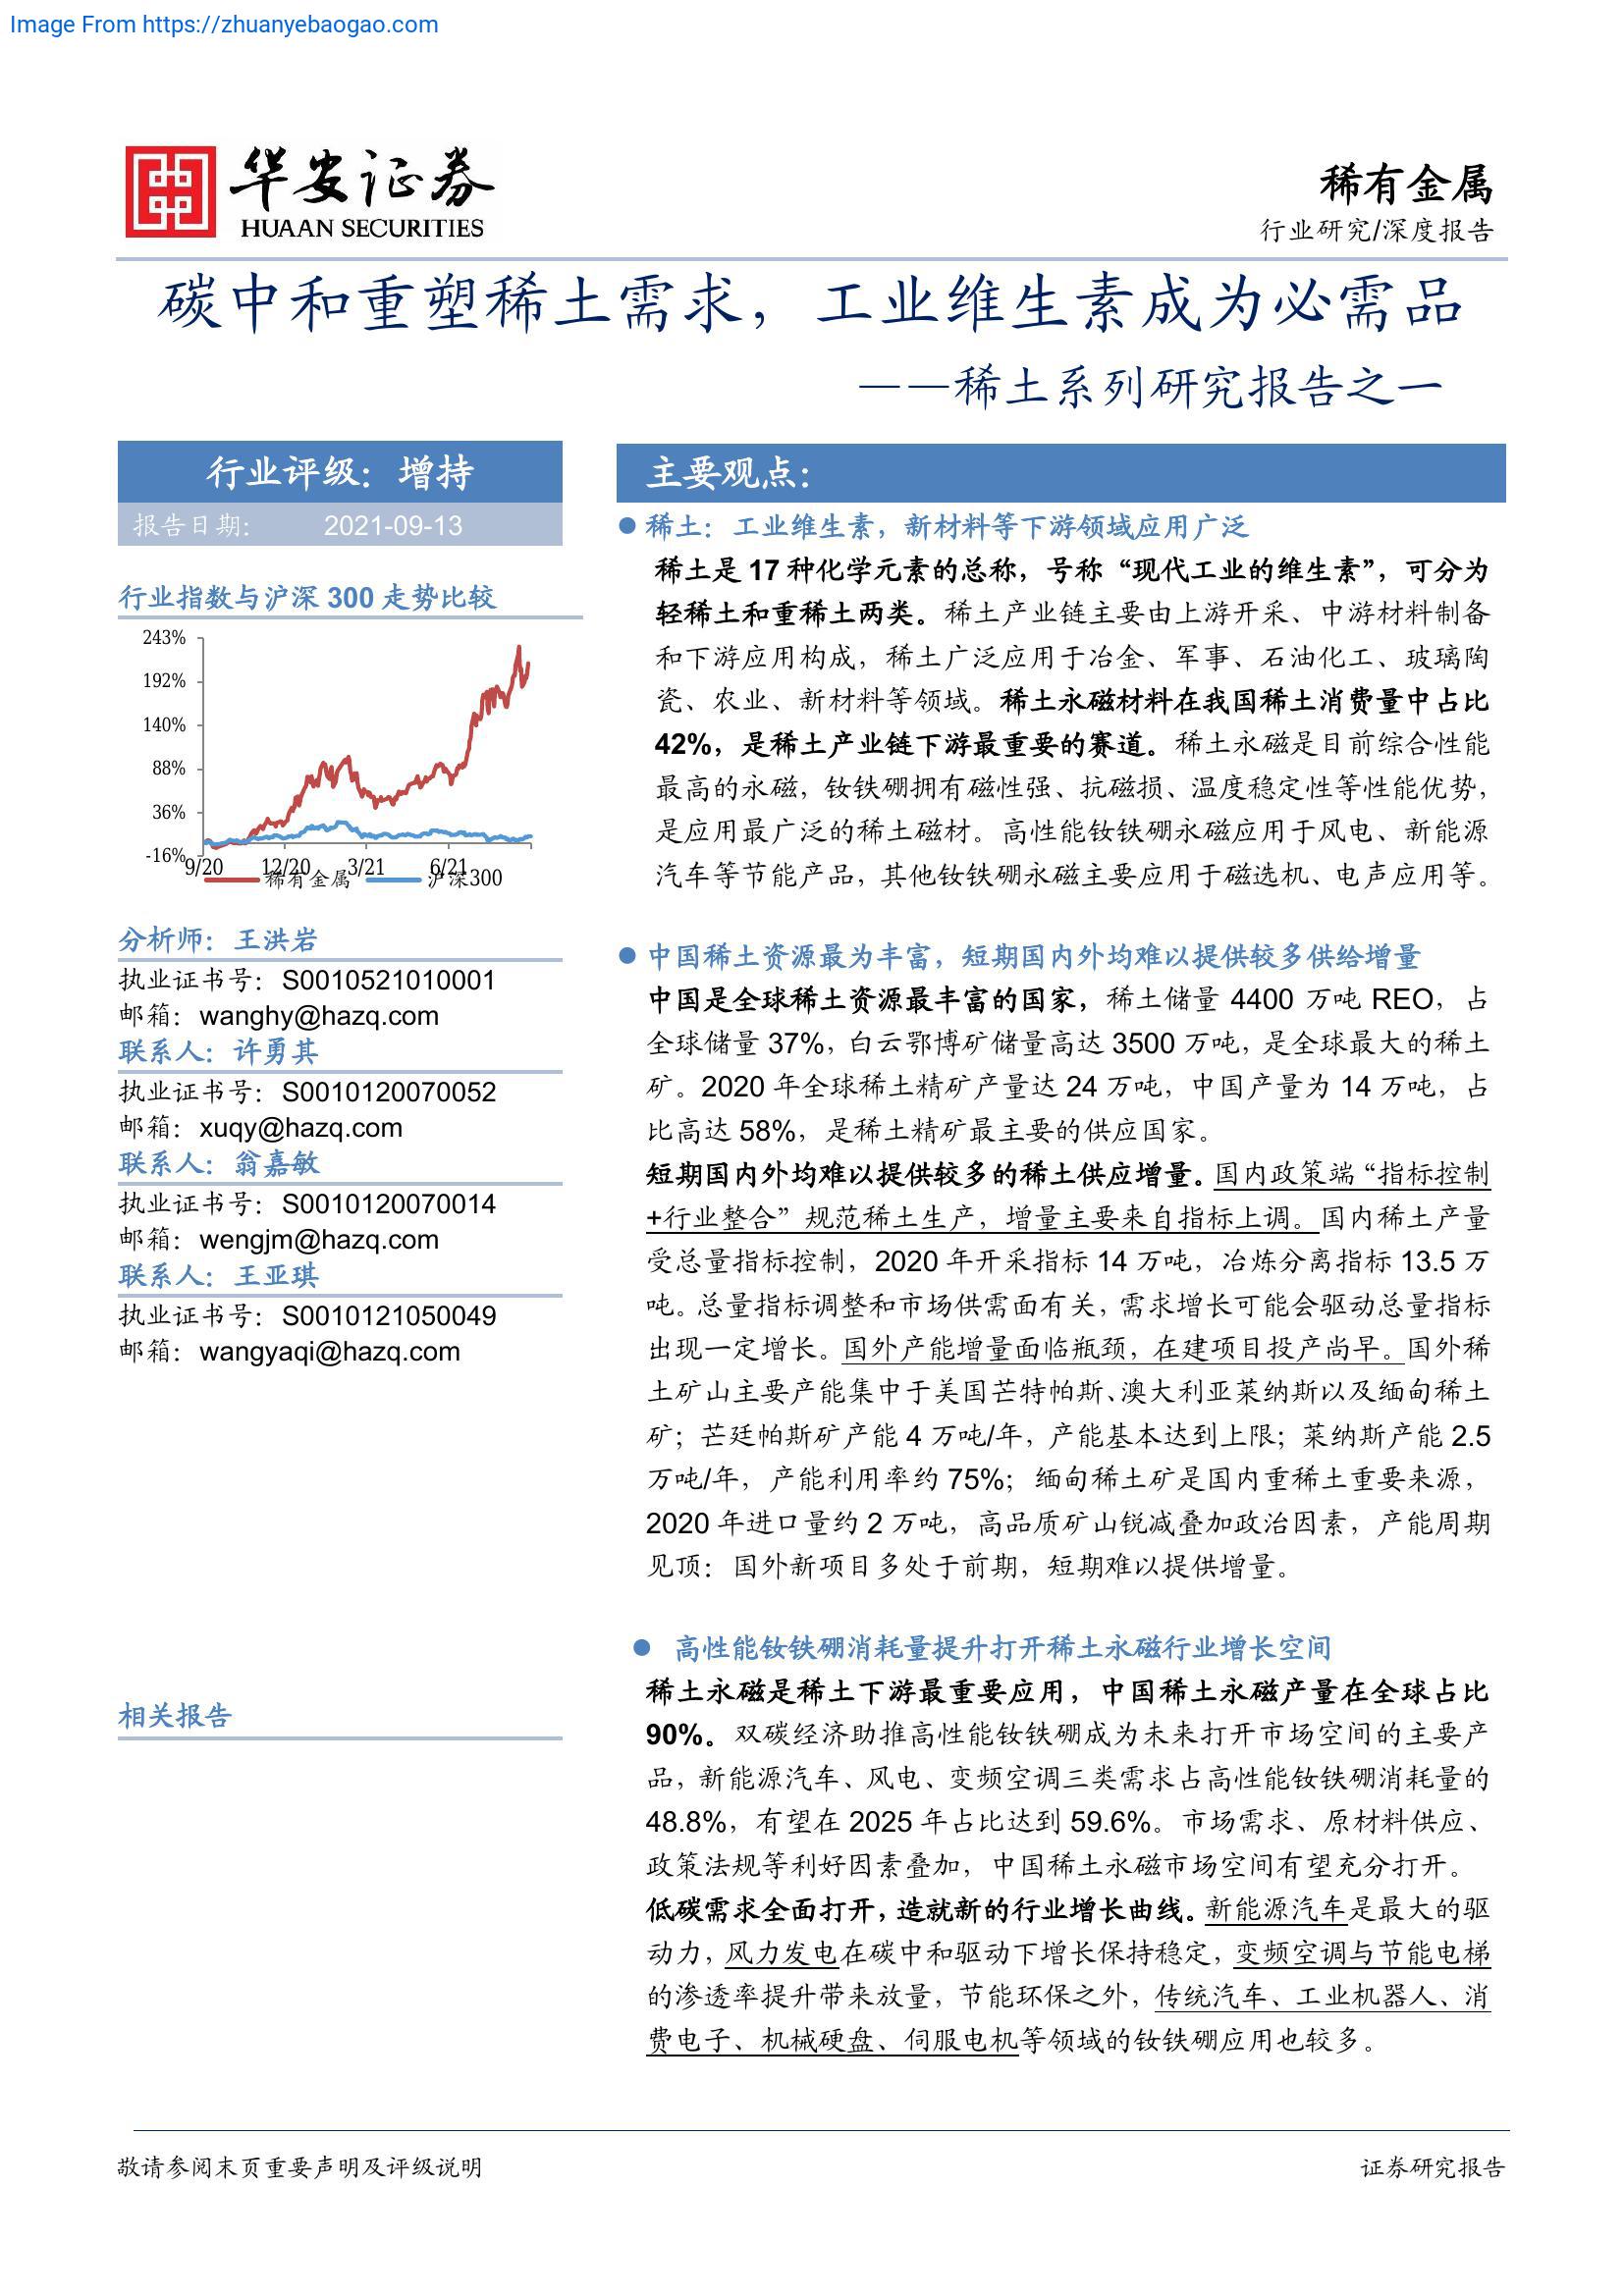 Image From https://zhuanyebaogao.com
华安证券
HUAAN SECURITIES
稀有金属
行业研究/深度报告
碳中和重塑稀土需求，工业维生素成为必需品
——稀土系列研究报告之一
行业评级：增持
报告日期： 2021-09-13
行业指数与沪深 300 走势比较
243%
192%
140%
88%
36%
-16%
9/20 12/20 3/21 6/21
稀有金属 沪深300
分析师：王洪岩
执业证书号：S0010521010001
邮箱：wanghy@hazq.com
联系人：许勇其
执业证书号：S0010120070052
邮箱：xuqy@hazq.com
联系人：翁嘉敏
执业证书号：S0010120070014
邮箱：wengjm@hazq.com
联系人：王亚琪
执业证书号：S0010121050049
邮箱：wangyaqi@hazq.com
相关报告
主要观点：
稀土：工业维生素，新材料等下游领域应用广泛
稀土是 17 种化学元素的总称，号称“现代工业的维生素”，可分为
轻稀土和重稀土两类。稀土产业链主要由上游开采、中游材料制备
和下游应用构成，稀土广泛应用于冶金、军事、石油化工、玻璃陶
瓷、农业、新材料等领域。稀土永磁材料在我国稀土消费量中占比
42%，是稀土产业链下游最重要的赛道。稀土永磁是目前综合性能
最高的永磁，钕铁硼拥有磁性强、抗磁损、温度稳定性等性能优势，
是应用最广泛的稀土磁材。高性能钕铁硼永磁应用于风电、新能源
汽车等节能产品，其他钕铁硼永磁主要应用于磁选机、电声应用等。
中国稀土资源最为丰富，短期国内外均难以提供较多供给增量
中国是全球稀土资源最丰富的国家，稀土储量 4400 万吨 REO，占
全球储量 37%，白云鄂博矿储量高达 3500 万吨，是全球最大的稀土
矿。2020 年全球稀土精矿产量达 24 万吨，中国产量为 14 万吨，占
比高达 58%，是稀土精矿最主要的供应国家。
短期国内外均难以提供较多的稀土供应增量。国内政策端“指标控制
+行业整合”规范稀土生产，增量主要来自指标上调。国内稀土产量
受总量指标控制，2020 年开采指标 14 万吨，冶炼分离指标 13.5 万
吨。总量指标调整和市场供需面有关，需求增长可能会驱动总量指标
出现一定增长。国外产能增量面临瓶颈，在建项目投产尚早。国外稀
土矿山主要产能集中于美国芒特帕斯、澳大利亚莱纳斯以及缅甸稀土
矿；芒廷帕斯矿产能 4 万吨/年，产能基本达到上限；莱纳斯产能 2.5
万吨/年，产能利用率约 75%；缅甸稀土矿是国内重稀土重要来源，
2020 年进口量约 2 万吨，高品质矿山锐减叠加政治因素，产能周期
见顶：国外新项目多处于前期，短期难以提供增量。
高性能钕铁硼消耗量提升打开稀土永磁行业增长空间
稀土永磁是稀土下游最重要应用，中国稀土永磁产量在全球占比
90%。双碳经济助推高性能钕铁硼成为未来打开市场空间的主要产
品，新能源汽车、风电、变频空调三类需求占高性能钕铁硼消耗量的
48.8%，有望在 2025 年占比达到 59.6%。市场需求、原材料供应、
政策法规等利好因素叠加，中国稀土永磁市场空间有望充分打开。
低碳需求全面打开，造就新的行业增长曲线。新能源汽车是最大的驱
动力，风力发电在碳中和驱动下增长保持稳定，变频空调与节能电梯
的渗透率提升带来放量，节能环保之外，传统汽车、工业机器人、消
费电子、机械硬盘、伺服电机等领域的钕铁硼应用也较多。
敬请参阅末页重要声明及评级说明
证券研究报告